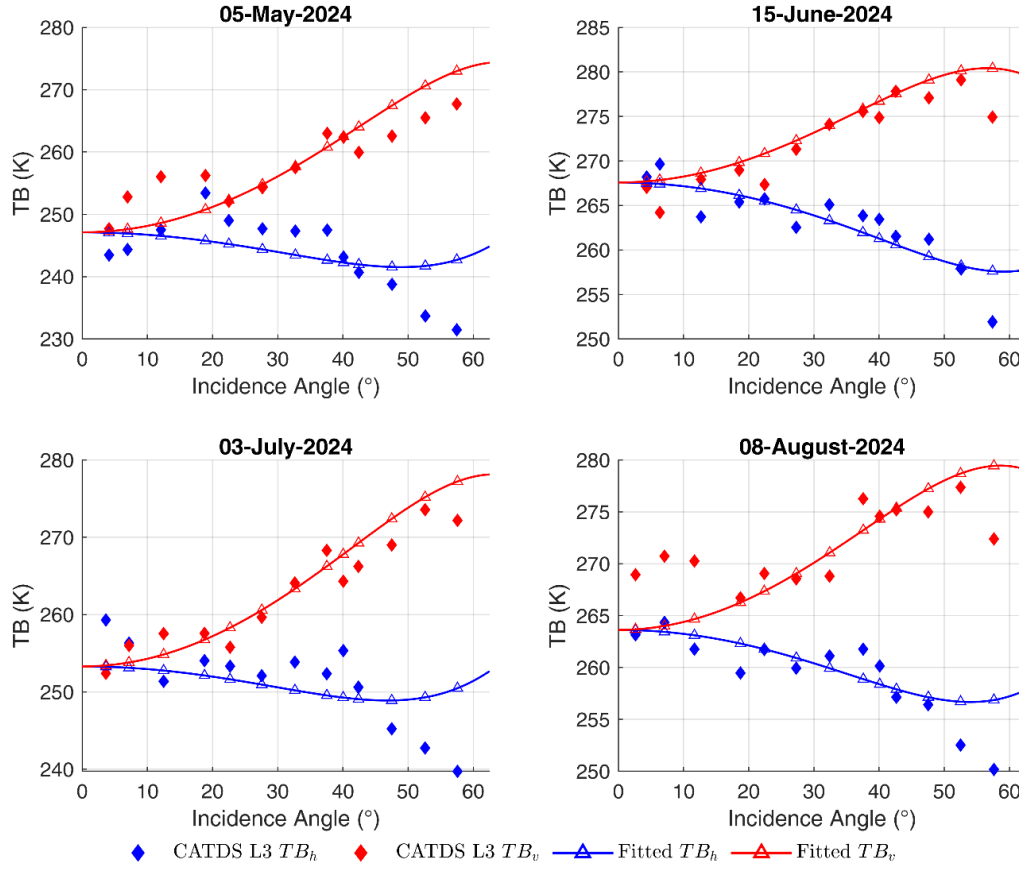 05-May-2024
280
270
260
250
240
230
TB (K)
0 10 20 30 40 50 60
Incidence Angle (°)
15-June-2024
285
280
275
270
265
260
255
250
TB (K)
0 10 20 30 40 50 60
Incidence Angle (°)
03-July-2024
280
270
260
250
240
TB (K)
0 10 20 30 40 50 60
Incidence Angle (°)
08-August-2024
280
275
270
265
260
255
250
TB (K)
0 10 20 30 40 50 60
Incidence Angle (°)
CATDS L3 TB_h CATDS L3 TB_v Fitted TB_h Fitted TB_v